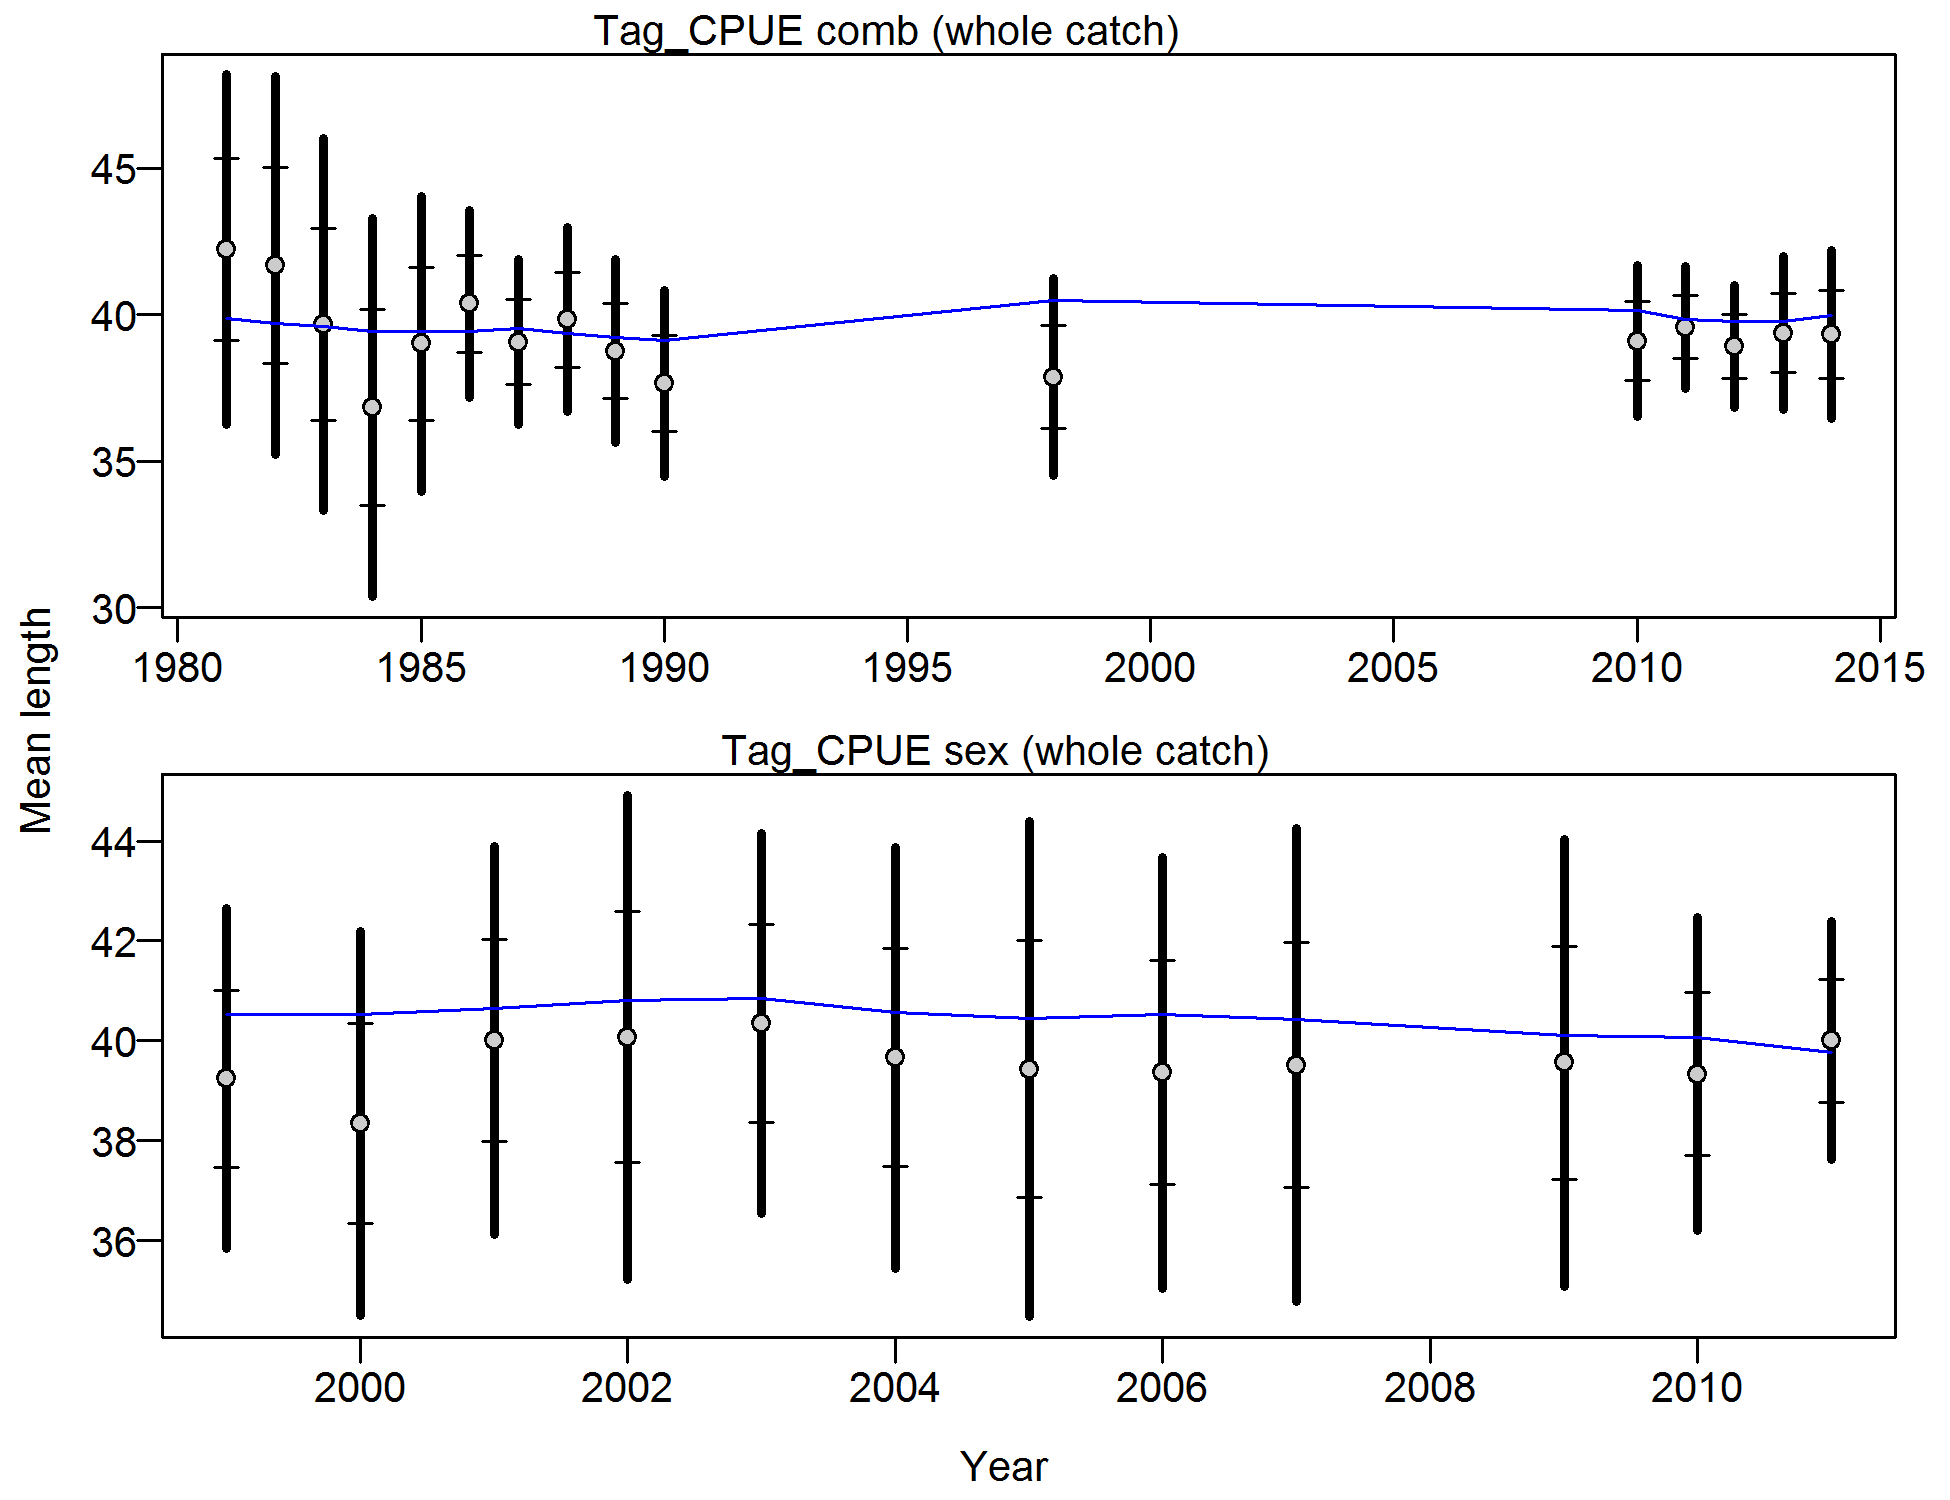 Tag_CPUE comb (whole catch)
45
40
35
30
1980 1985 1990 1995 2000 2005 2010 2015
Mean length
Tag_CPUE sex (whole catch)
44
42
40
38
36
2000 2002 2004 2006 2008 2010
Year